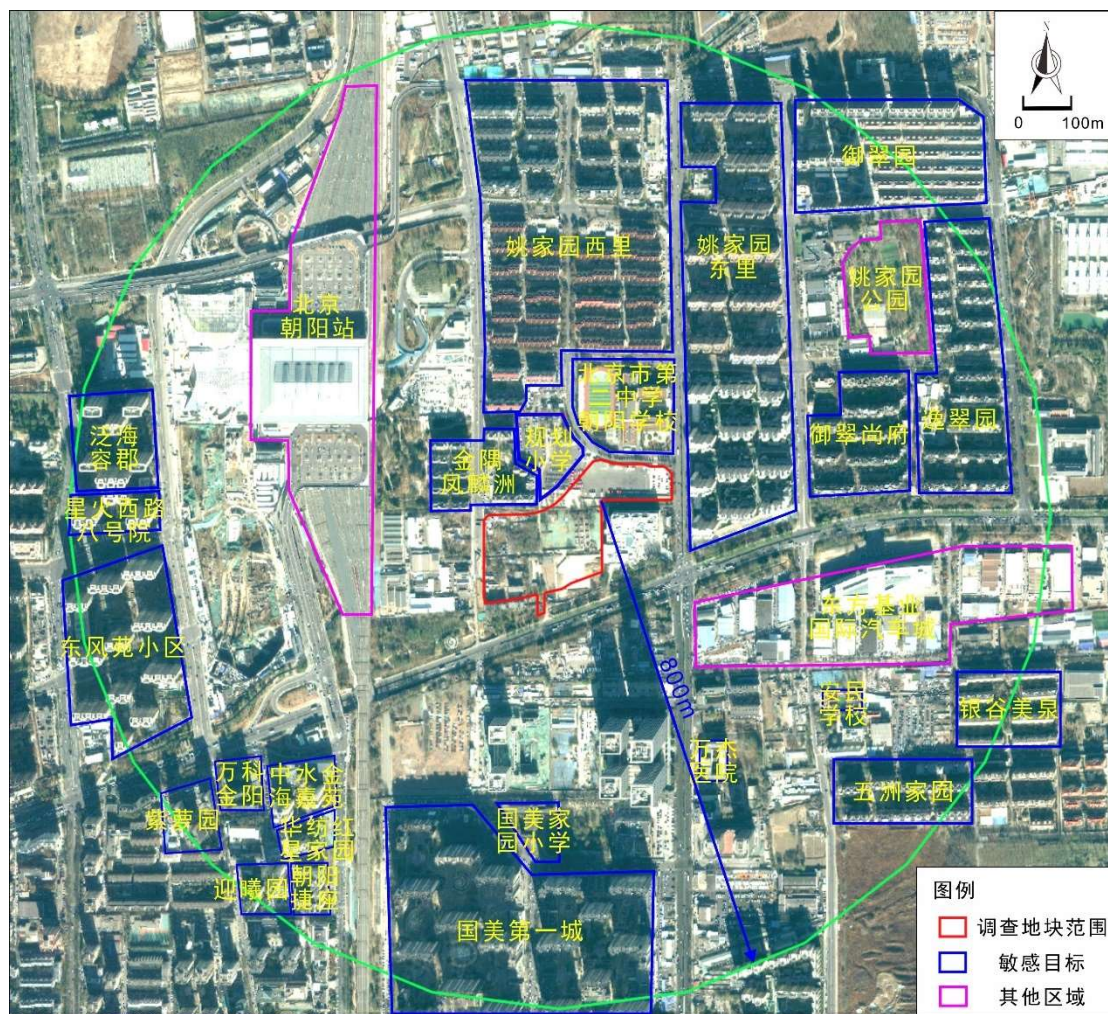 N
0 100m
御翠园
姚家园西里
姚家园
东里
姚家园
公园
北京
朝阳站
北京市第
中学
朝阳学校
逸翠园
御翠尚府
规划
小学
金隅
凤麟洲
泛海
容郡
星火西路
八号院
东方基业
国际汽车城
东风苑小区
800m
安民
学校
银谷美泉
万杰
医院
万科
金阳
中水金
海嘉苑
五洲家园
紫萝园
国美家
园小学
华纺红
星家园
朝阳
捷座
迎曦园
国美第一城
图例
调查地块范围
敏感目标
其他区域